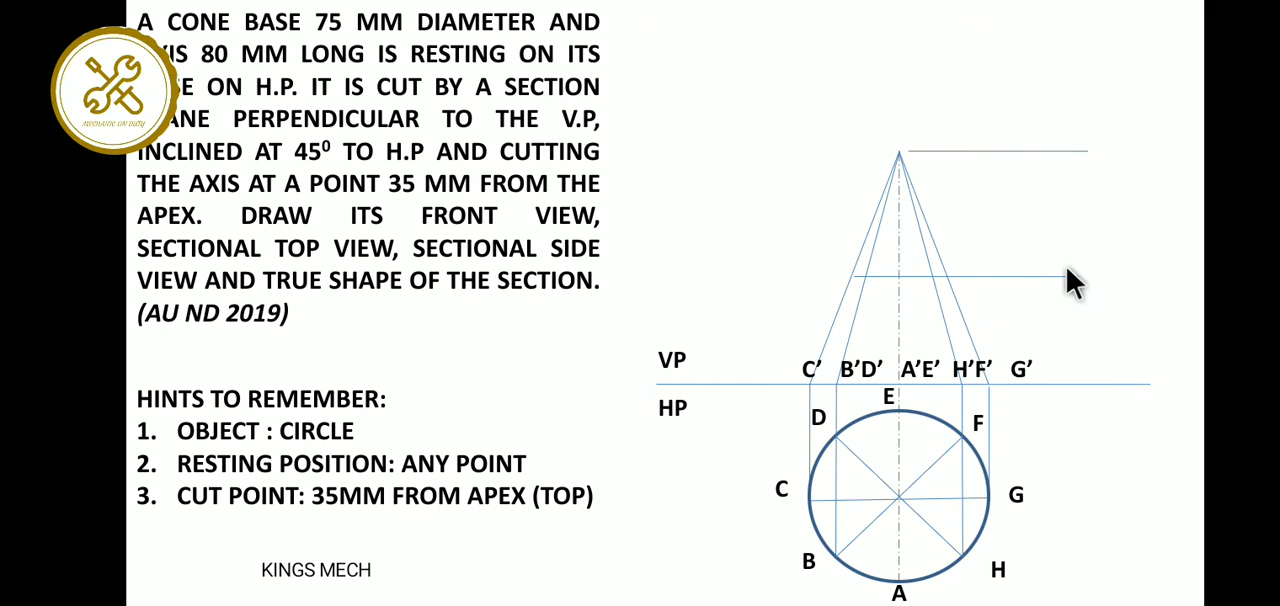 A CONE BASE 75 MM DIAMETER AND
80 MM LONG IS RESTING ON ITS
ON H.P. IT IS CUT BY A SECTION
PERPENDICULAR TO THE V.P,
INCLINED AT 45⁰ TO H.P AND CUTTING
THE AXIS AT A POINT 35 MM FROM THE
APEX. DRAW ITS FRONT VIEW,
SECTIONAL TOP VIEW, SECTIONAL SIDE
VIEW AND TRUE SHAPE OF THE SECTION.
(AU ND 2019)
MECHANIC ON DUTY
HINTS TO REMEMBER:
1. OBJECT : CIRCLE
2. RESTING POSITION: ANY POINT
3. CUT POINT: 35MM FROM APEX (TOP)
KINGS MECH
VP
C’ B’D’ A’E’ H’F’ G’
HP
E
D
F
C
G
B
H
A